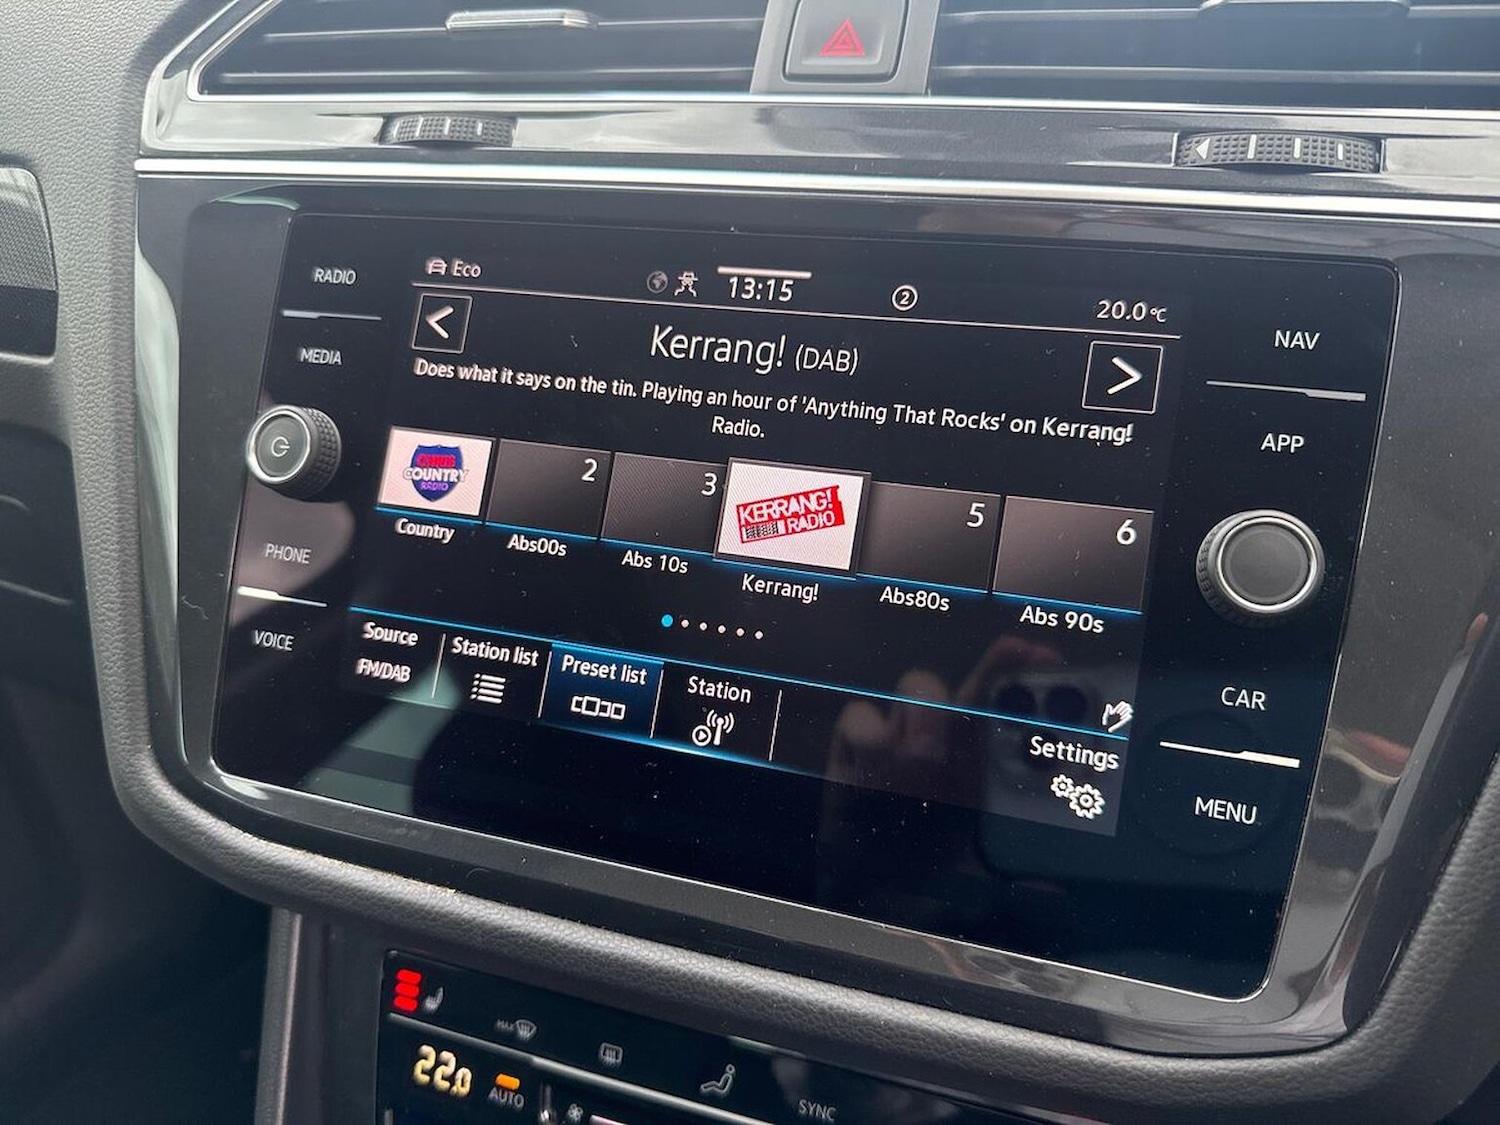 RADIO
MEDIA
PHONE
VOICE
Eco
13:15
2
20.0°C
Kerrang! (DAB)
Does what it says on the tin. Playing an hour of 'Anything That Rocks' on Kerrang!
Radio.
COUNTRY
RADIO
2
3
KERRANG!
RADIO
5
6
Country
Abs00s
Abs 10s
Kerrang!
Abs80s
Abs 90s
Source
FM/DAB
Station list
Preset list
Station
Settings
NAV
APP
CAR
MENU
MAX
22.0
AUTO
SYNC